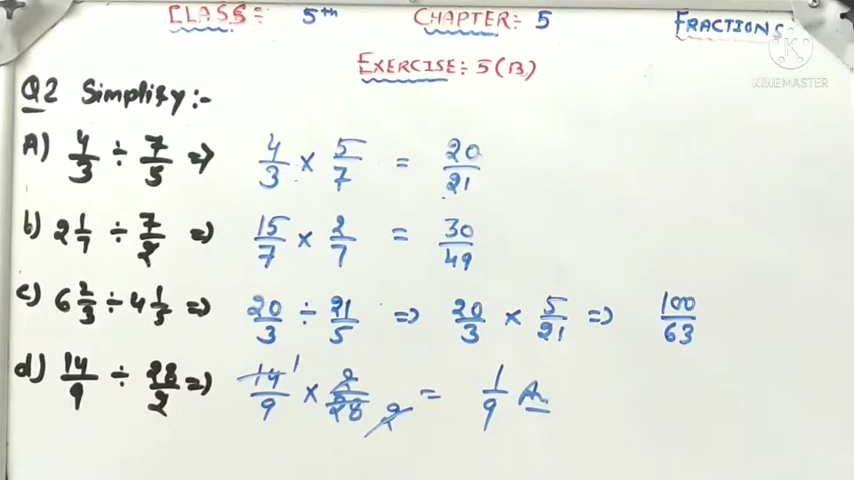 CLASS:- 5th CHAPTER:- 5 FRACTIONS
KINEMASTER
EXERCISE:- 5(B)
Q2 Simplify:-
A) 4/3 ÷ 7/5 => 4/3 × 5/7 = 20/21
b) 2 1/7 ÷ 7/2 => 15/7 × 2/7 = 30/49
c) 6 2/3 ÷ 4 1/5 => 20/3 ÷ 21/5 => 20/3 × 5/21 => 100/63
d) 14/9 ÷ 28/2 => 14 1/9 × 2/28 2 = 1/9 An